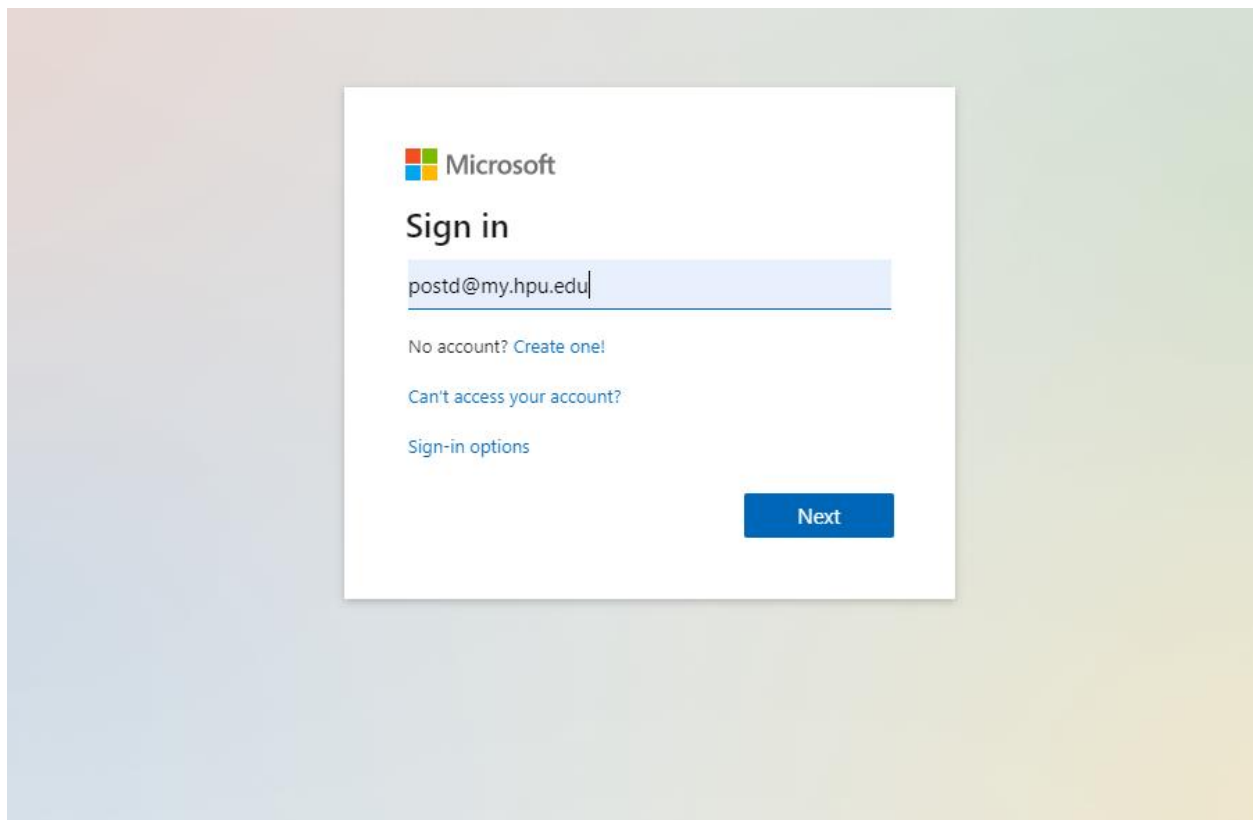 Microsoft
Sign in
postd@my.hpu.edu
No account? Create one!
Can't access your account?
Sign-in options
Next